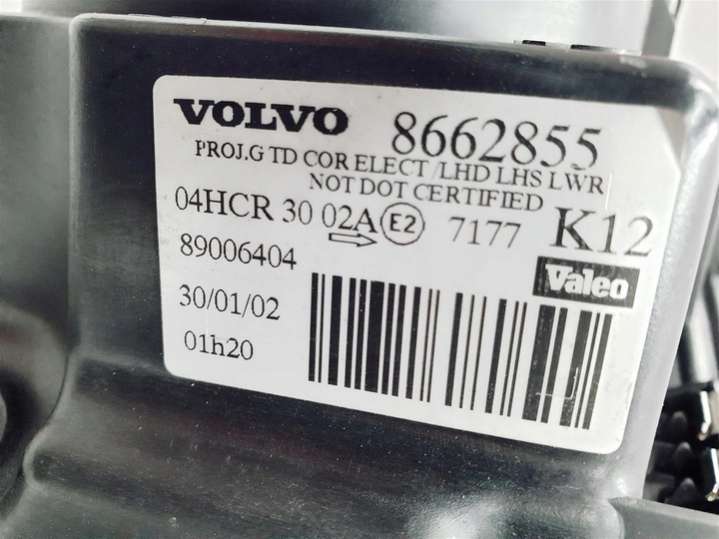 VOLVO 8662855
PROJ.G TD COR ELECT /LHD LHS LWR
NOT DOT CERTIFIED
04HCR 30 02A E2 7177 K12
89006404
Valeo
30/01/02
01h20